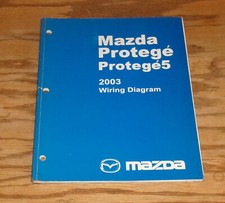 Mazda
Protegé
Protegé5
2003
Wiring Diagram
mazda